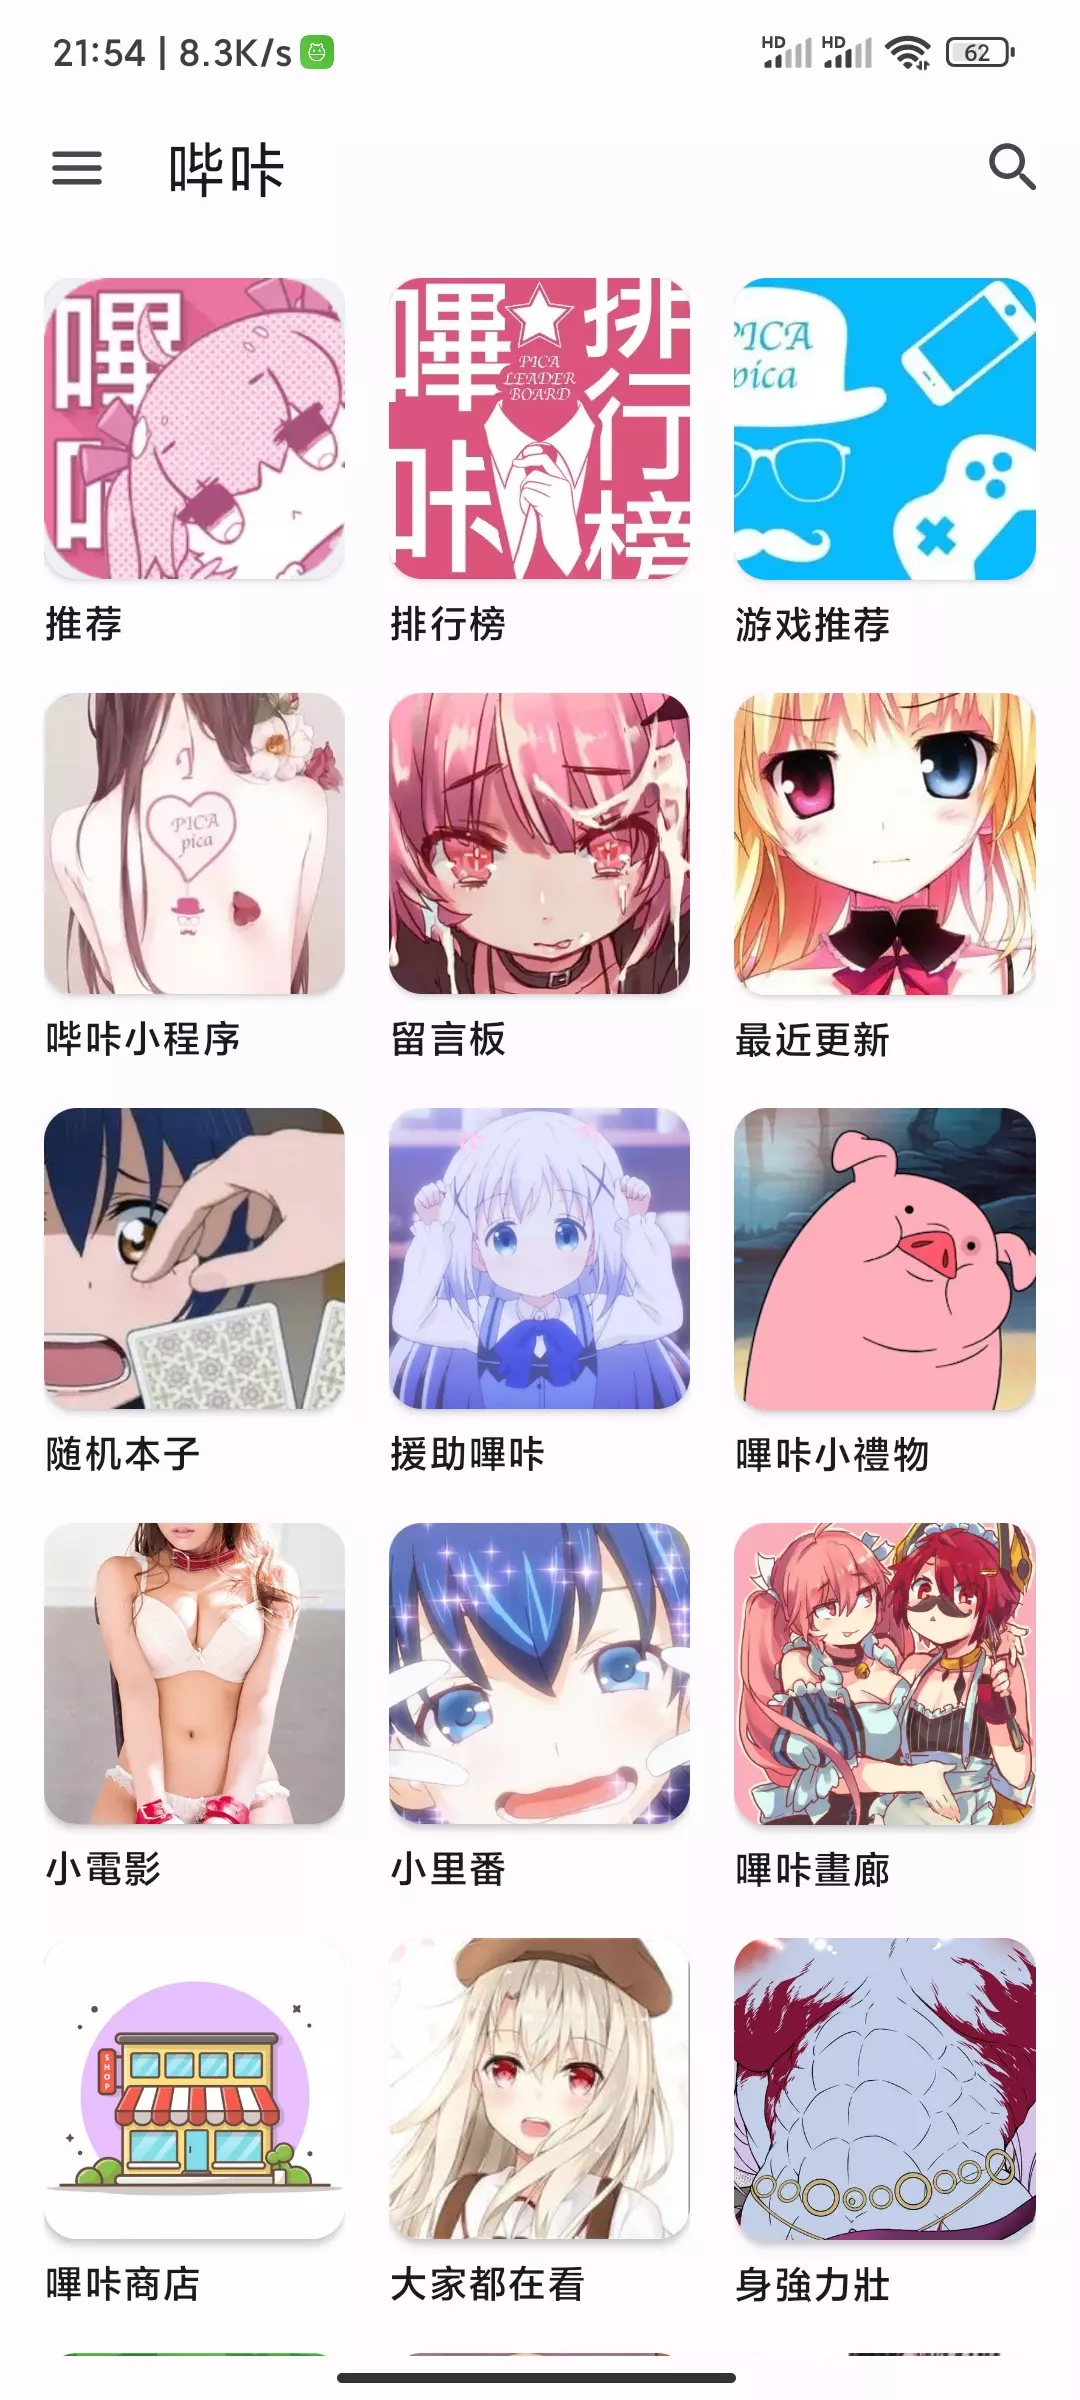 21:54 | 8.3K/s
HD HD 62
哔咔
嗶咔 PICA LEADER BOARD 排行榜
PICA
pica
推荐 排行榜 游戏推荐
PICA
pica
哔咔小程序 留言板 最近更新
随机本子 援助嗶咔 嗶咔小禮物
小電影 小里番 嗶咔畫廊
SHOP
嗶咔商店 大家都在看 身強力壯